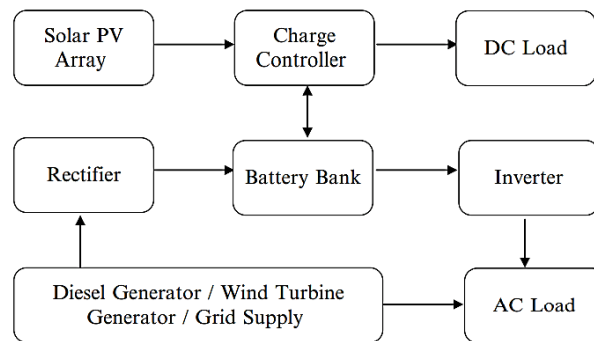 Solar PV
Array
Charge
Controller
DC Load
Rectifier
Battery Bank
Inverter
Diesel Generator / Wind Turbine
Generator / Grid Supply
AC Load